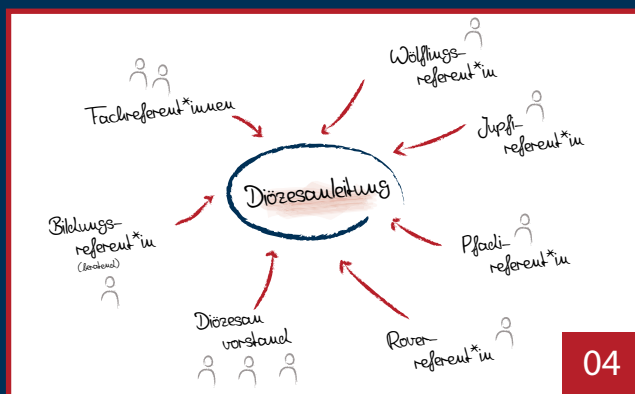 Wölflings-
referent*in
Fachreferent*innen
Jupfi-
referent*in
Diözesanleitung
Bildungs-
referent*in
(beratend)
Pfadi-
referent*in
Diözesan
vorstand
Rover-
referent*in
04